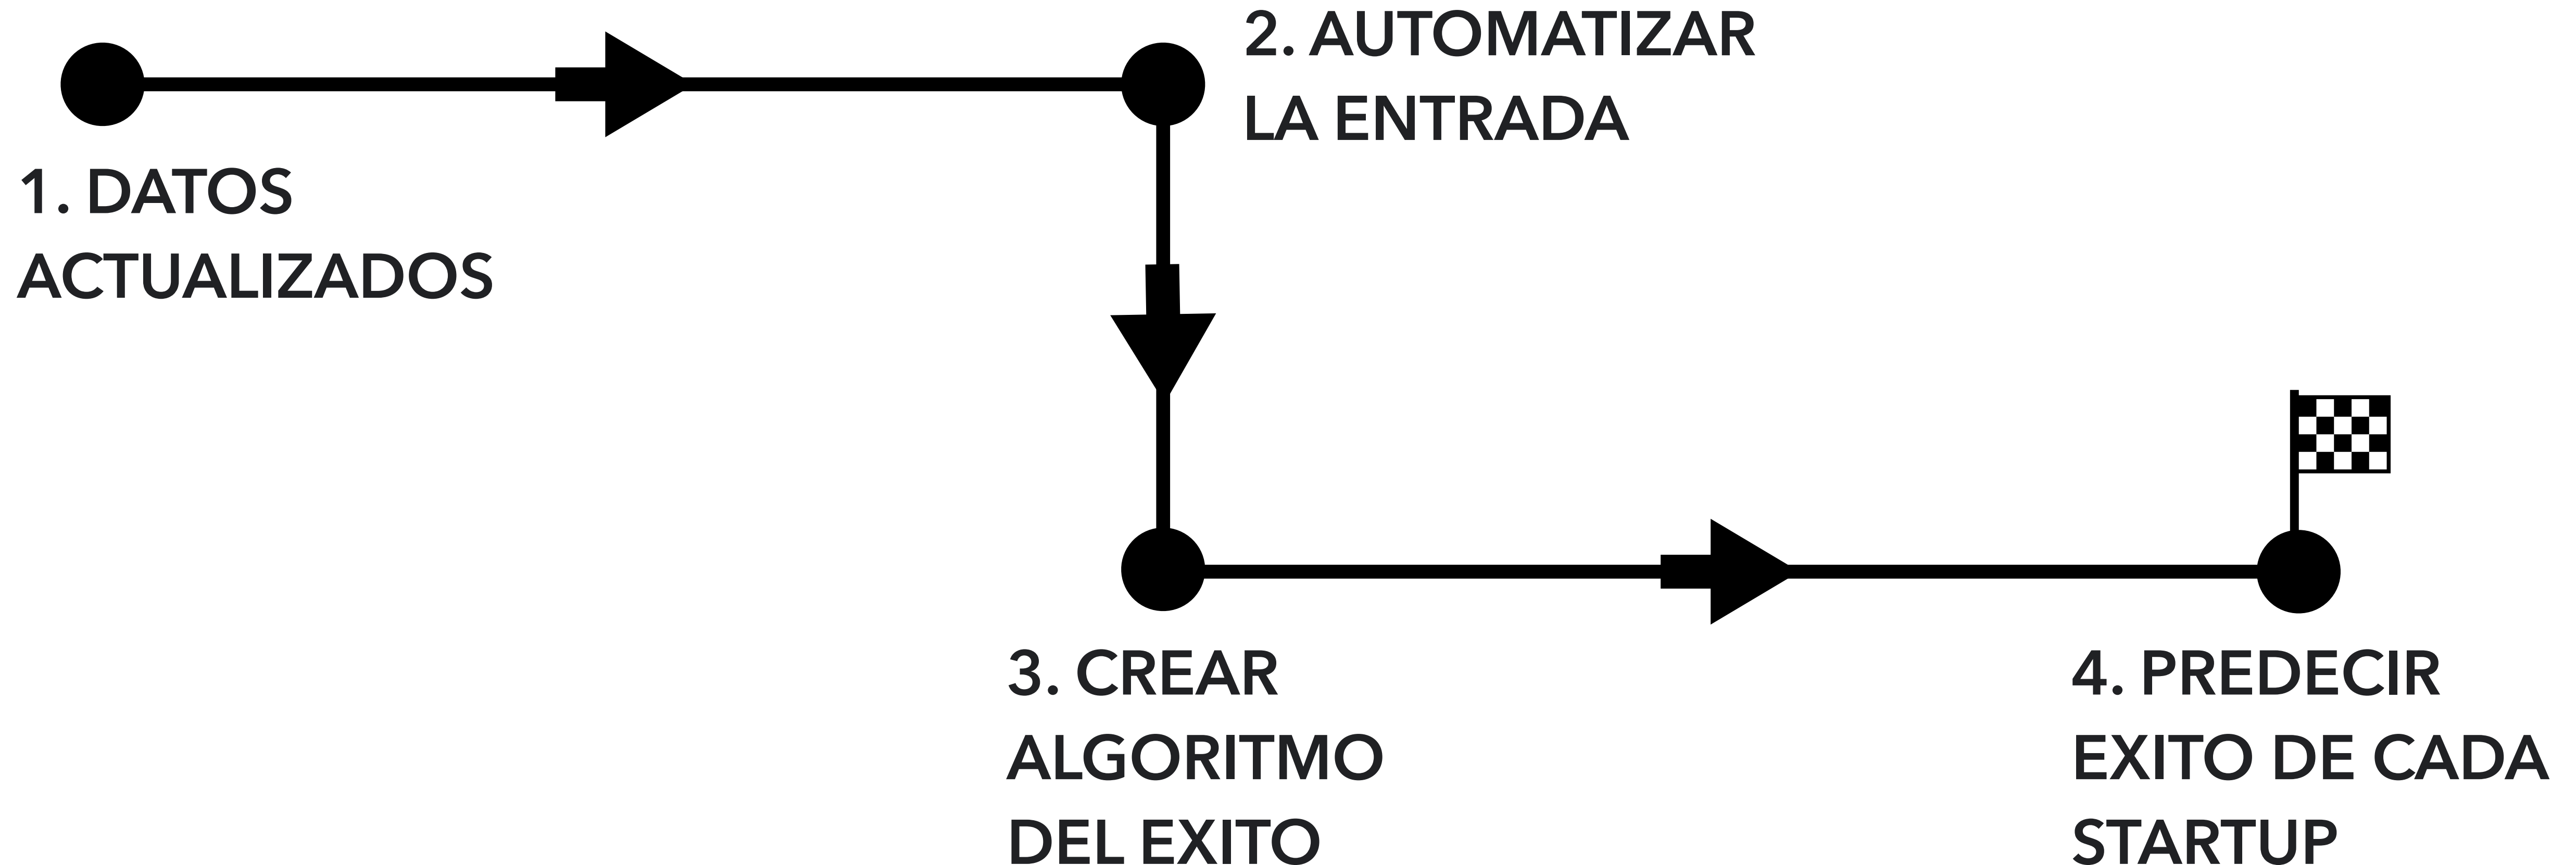 1. DATOS
ACTUALIZADOS
2. AUTOMATIZAR
LA ENTRADA
3. CREAR
ALGORITMO
DEL EXITO
4. PREDECIR
EXITO DE CADA
STARTUP